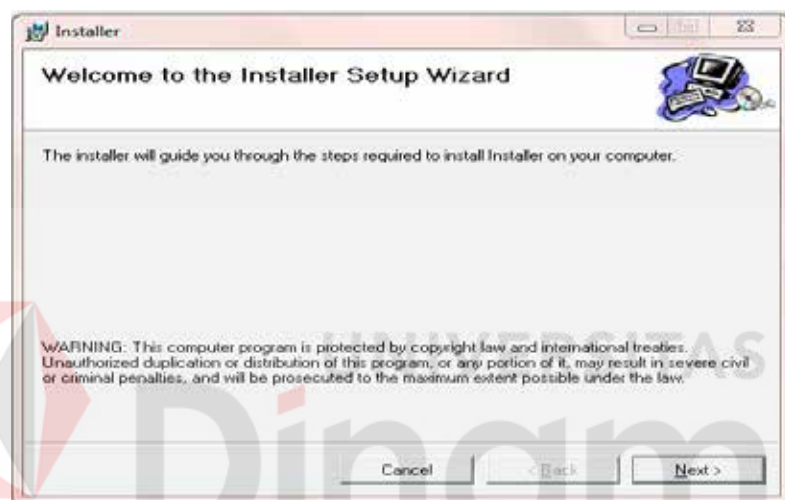 Installer
Welcome to the Installer Setup Wizard
The installer will guide you through the steps required to install Installer on your computer.
UNIVERSITAS
WARNING: This computer program is protected by copyright law and international treaties.
Unauthorized duplication or distribution of this program, or any portion of it, may result in severe civil
or criminal penalties, and will be prosecuted to the maximum extent possible under the law.
Dinam
Cancel
< Back
Next >